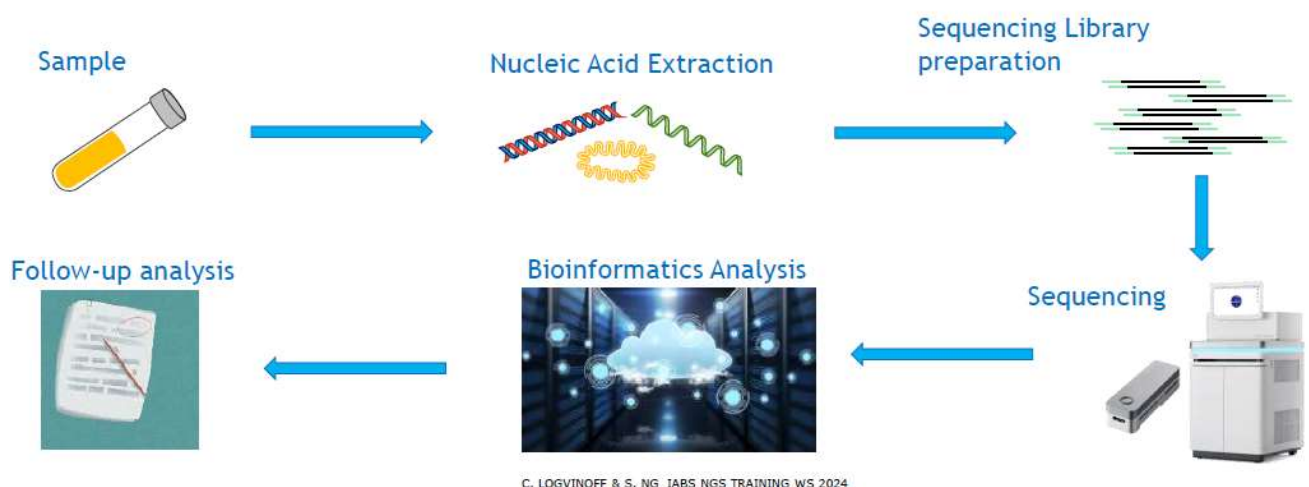 Sample
Nucleic Acid Extraction
Sequencing Library
preparation
Sequencing
Bioinformatics Analysis
Follow-up analysis
C. LOGVINOFF & S. NG IABS NGS TRAINING WS 2024